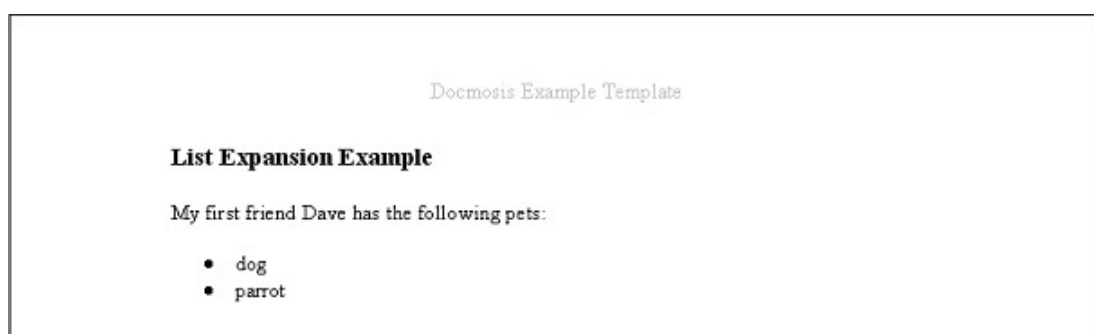 Docmosis Example Template
List Expansion Example
My first friend Dave has the following pets:
• dog
• parrot